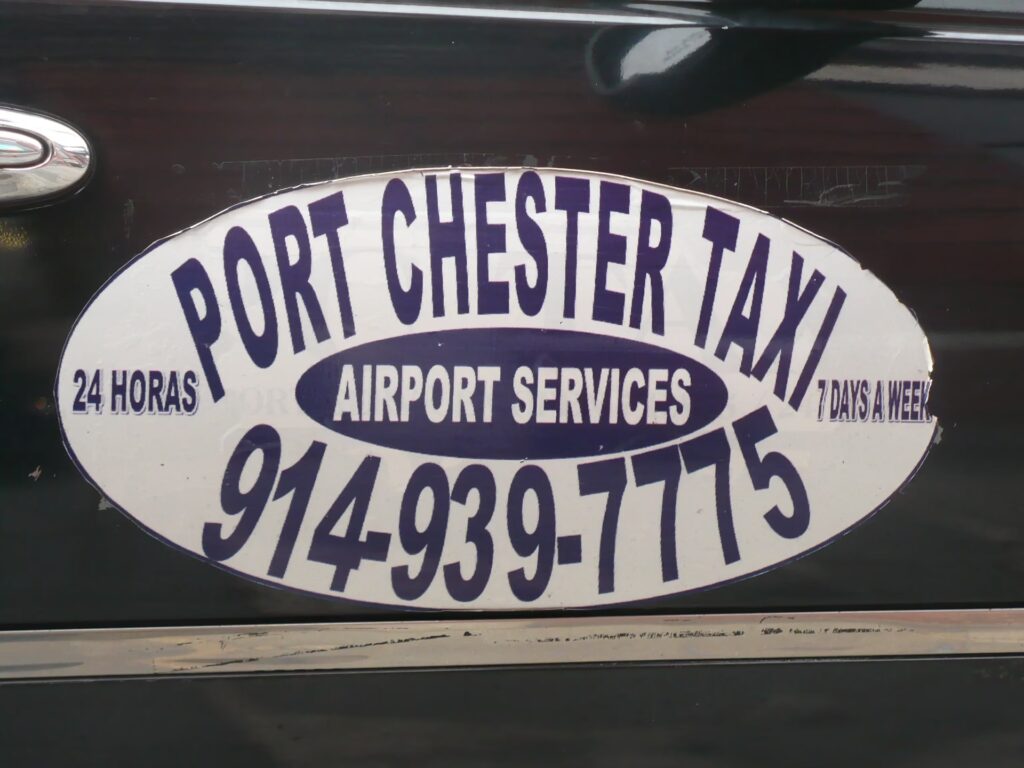 PORT CHESTER TAXI
24 HORAS
AIRPORT SERVICES
7 DAYS A WEEK
914-939-7775